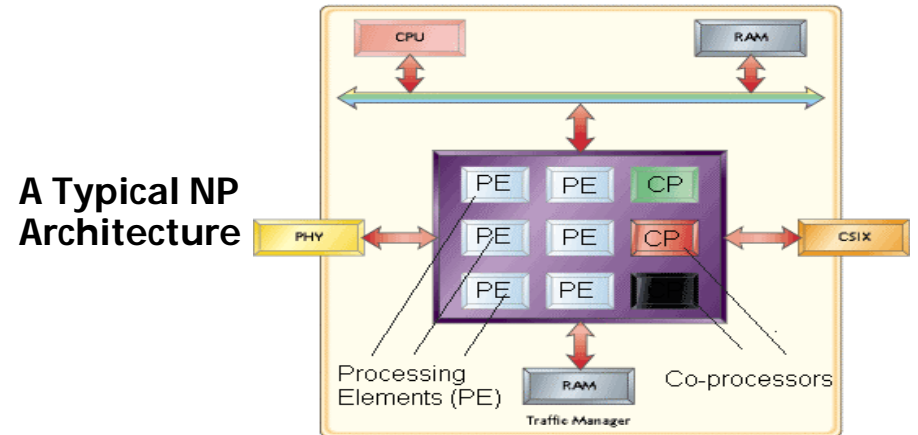 CPU
RAM
A Typical NP
Architecture
PE PE CP
PHY
PE PE CP
CSIX
PE PE
Processing
Elements (PE)
RAM
Co-processors
Traffic Manager